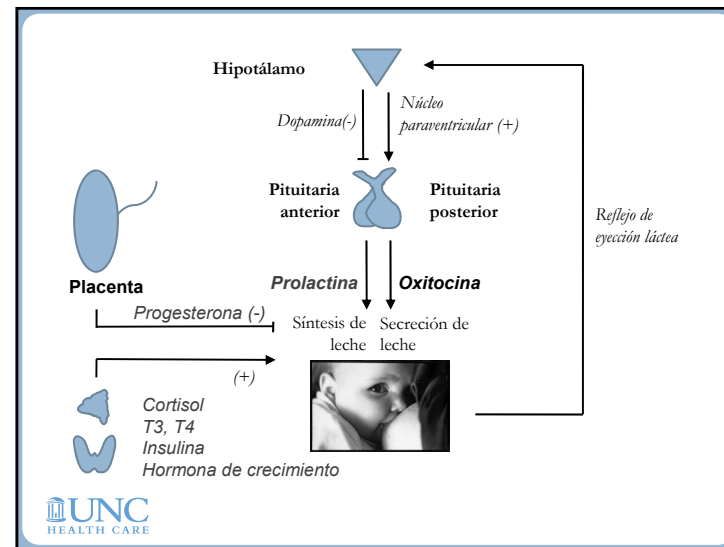 Hipotálamo
Dopamina(-)
Núcleo
paraventricular (+)
Pituitaria
anterior
Pituitaria
posterior
Reflejo de
eyección láctea
Placenta
Prolactina
Oxitocina
Progesterona (-)
Síntesis de
leche
Secreción de
leche
(+)
Cortisol
T3, T4
Insulina
Hormona de crecimiento
UNC
HEALTH CARE